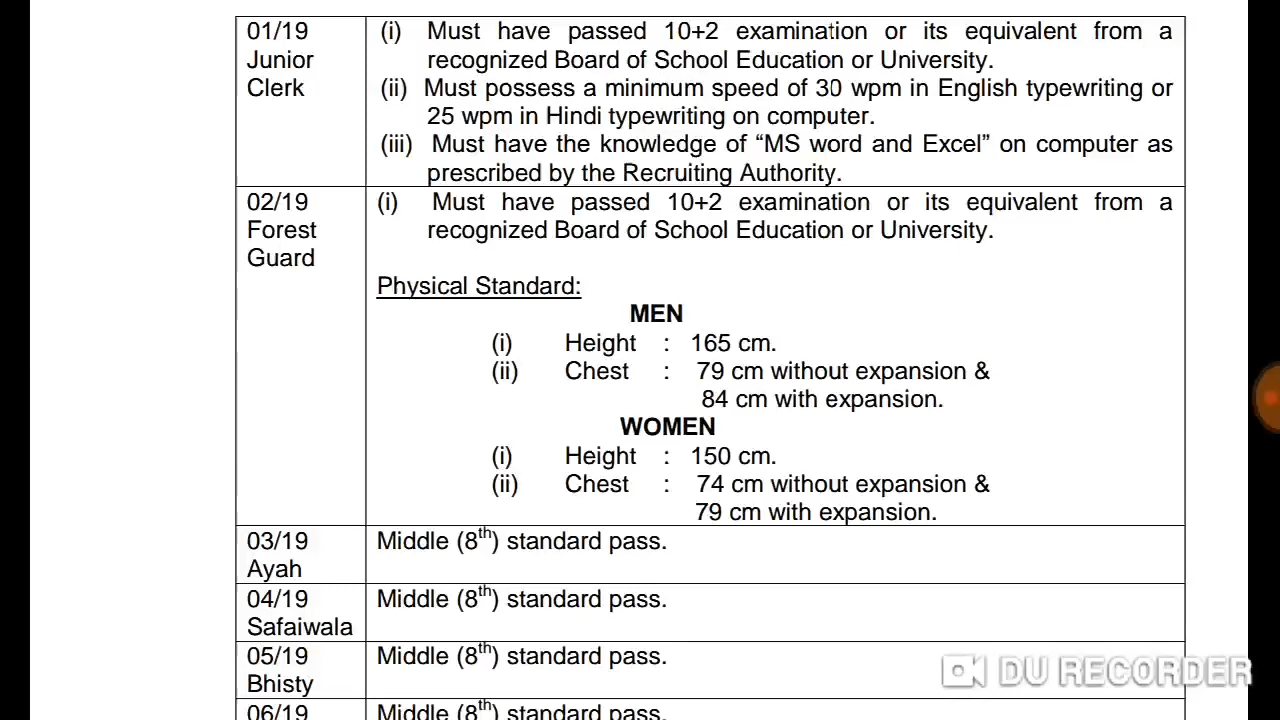 01/19
Junior
Clerk
(i) Must have passed 10+2 examination or its equivalent from a
recognized Board of School Education or University.
(ii) Must possess a minimum speed of 30 wpm in English typewriting or
25 wpm in Hindi typewriting on computer.
(iii) Must have the knowledge of “MS word and Excel” on computer as
prescribed by the Recruiting Authority.
02/19
Forest
Guard
(i) Must have passed 10+2 examination or its equivalent from a
recognized Board of School Education or University.
Physical Standard:
MEN
(i) Height : 165 cm.
(ii) Chest : 79 cm without expansion &
84 cm with expansion.
WOMEN
(i) Height : 150 cm.
(ii) Chest : 74 cm without expansion &
79 cm with expansion.
03/19
Ayah
Middle (8th) standard pass.
04/19
Safaiwala
Middle (8th) standard pass.
05/19
Bhisty
Middle (8th) standard pass.
06/19
Middle (8th) standard pass.
DU RECORDER